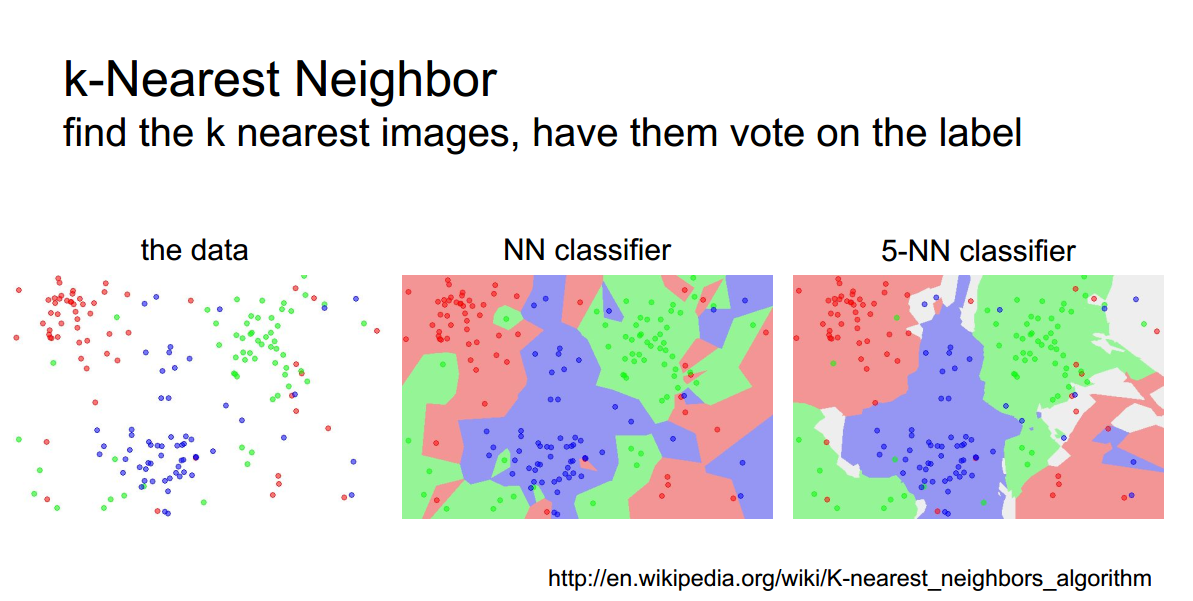 k-Nearest Neighbor
find the k nearest images, have them vote on the label
the data
NN classifier
5-NN classifier
http://en.wikipedia.org/wiki/K-nearest_neighbors_algorithm